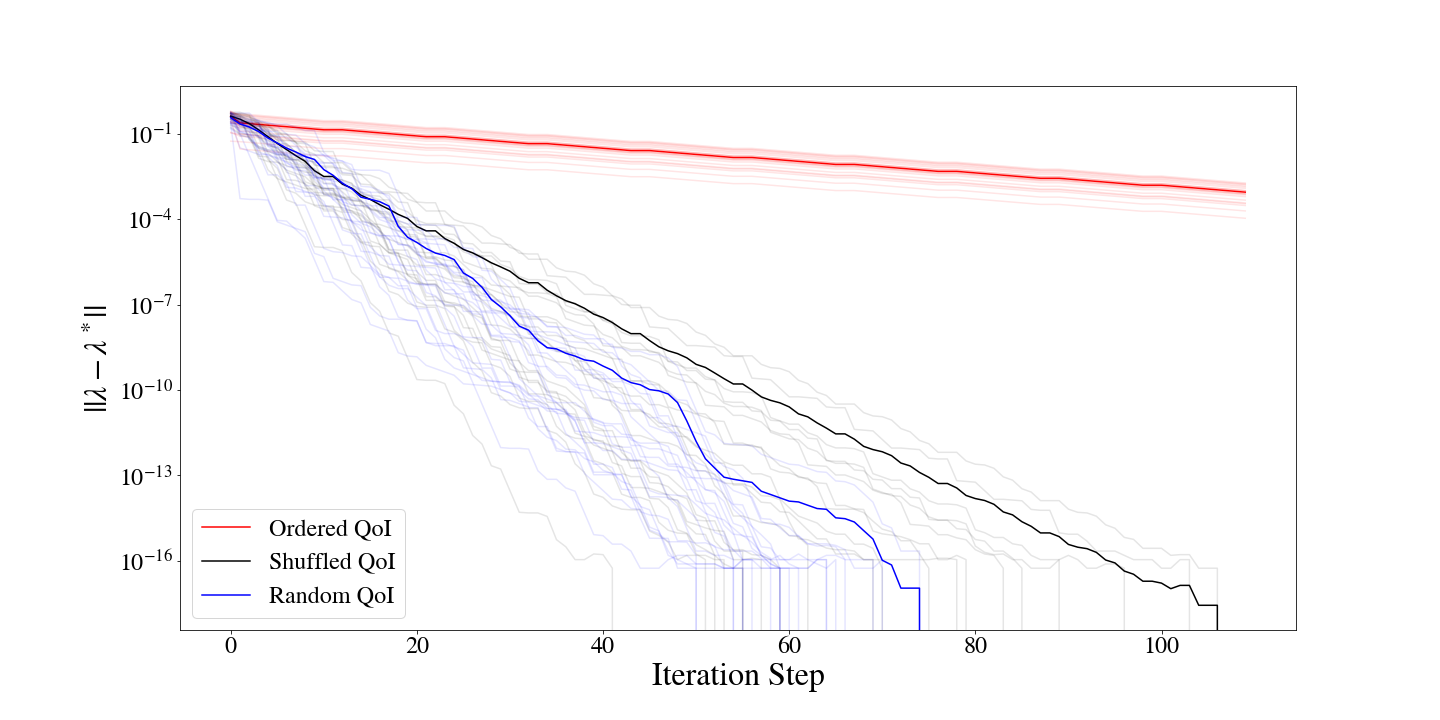 10⁻¹
10⁻⁴
10⁻⁷
10⁻¹⁰
10⁻¹³
10⁻¹⁶
||λ − λ*||
Ordered QoI
Shuffled QoI
Random QoI
0 20 40 60 80 100
Iteration Step